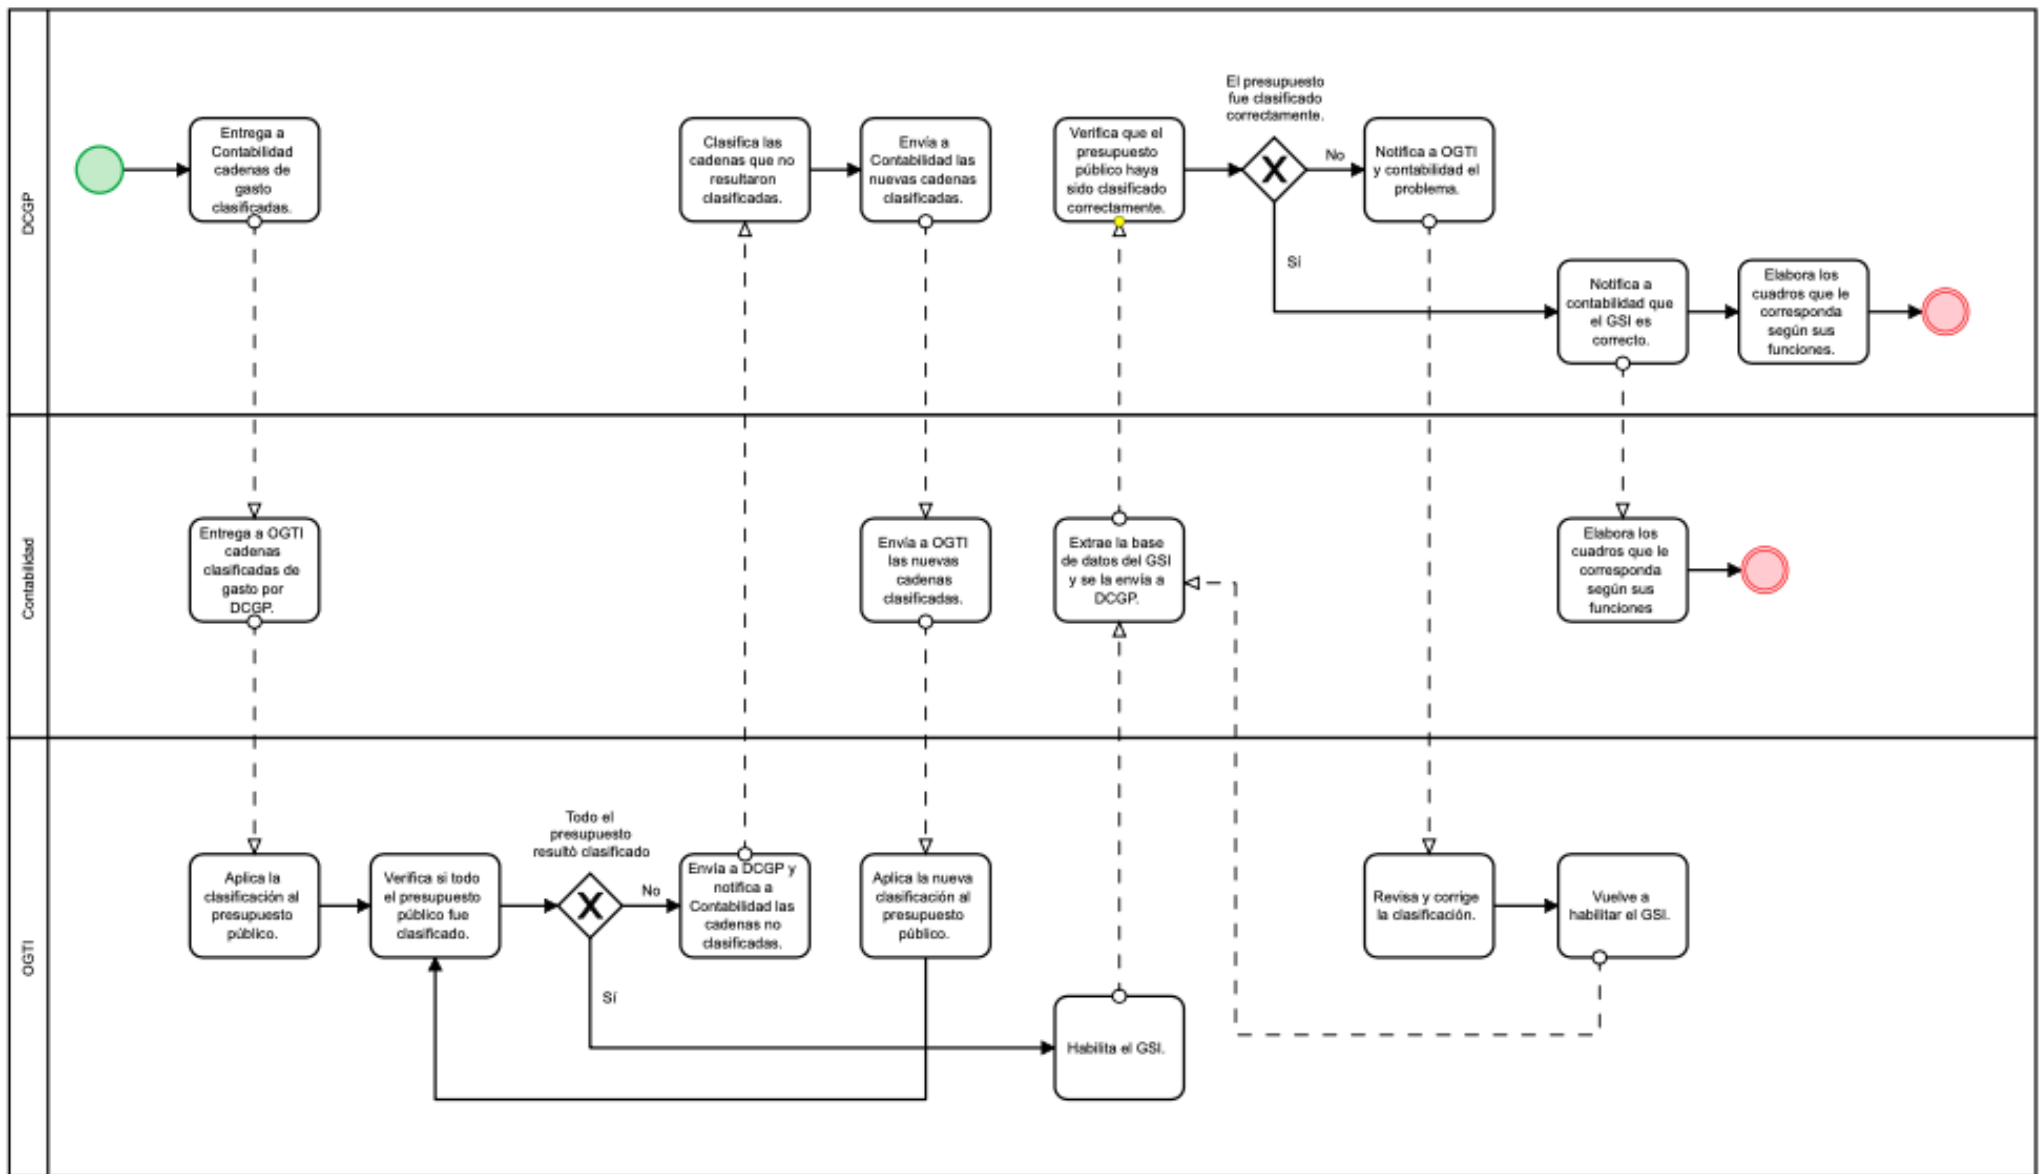 DCGP
Entrega a
Contabilidad
cadenas de
gasto
clasificadas.
Clasifica las
cadenas que no
resultaron
clasificadas.
Envía a
Contabilidad las
nuevas cadenas
clasificadas.
Verifica que el
presupuesto
público haya
sido clasificado
correctamente.
El presupuesto
fue clasificado
correctamente.
No
Notifica a OGTI
y contabilidad el
problema.
Sí
Notifica a
contabilidad que
el GSI es
correcto.
Elabora los
cuadros que le
corresponda
según sus
funciones.
Contabilidad
Entrega a OGTI
cadenas
clasificadas de
gasto por
DCGP.
Envía a OGTI
las nuevas
cadenas
clasificadas.
Extrae la base
de datos del GSI
y se la envía a
DCGP.
Elabora los
cuadros que le
corresponda
según sus
funciones
OGTI
Aplica la
clasificación al
presupuesto
público.
Verifica si todo
el presupuesto
público fue
clasificado.
Todo el
presupuesto
resultó clasificado
No
Envía a DCGP y
notifica a
Contabilidad las
cadenas no
clasificadas.
Aplica la nueva
clasificación al
presupuesto
público.
Revisa y corrige
la clasificación.
Vuelve a
habilitar el GSI.
Sí
Habilita el GSI.